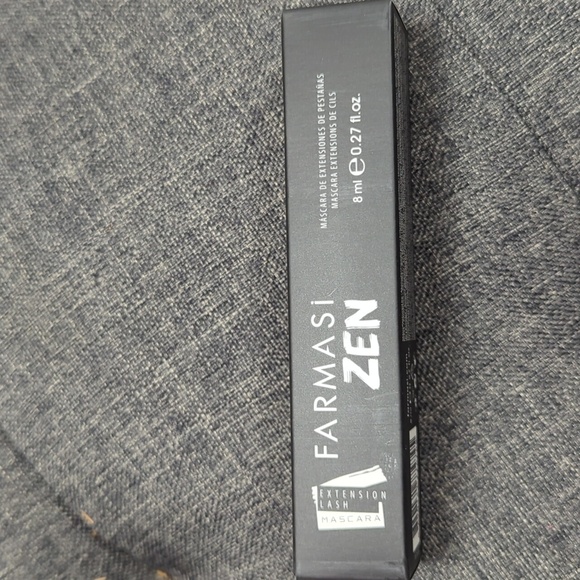 EXTENSION
LASH
MASCARA
FARMASi
ZEN
MÁSCARA DE EXTENSIONES DE PESTAÑAS
MASCARA EXTENSIONS DE CILS
8 ml e 0.27 fl.oz.